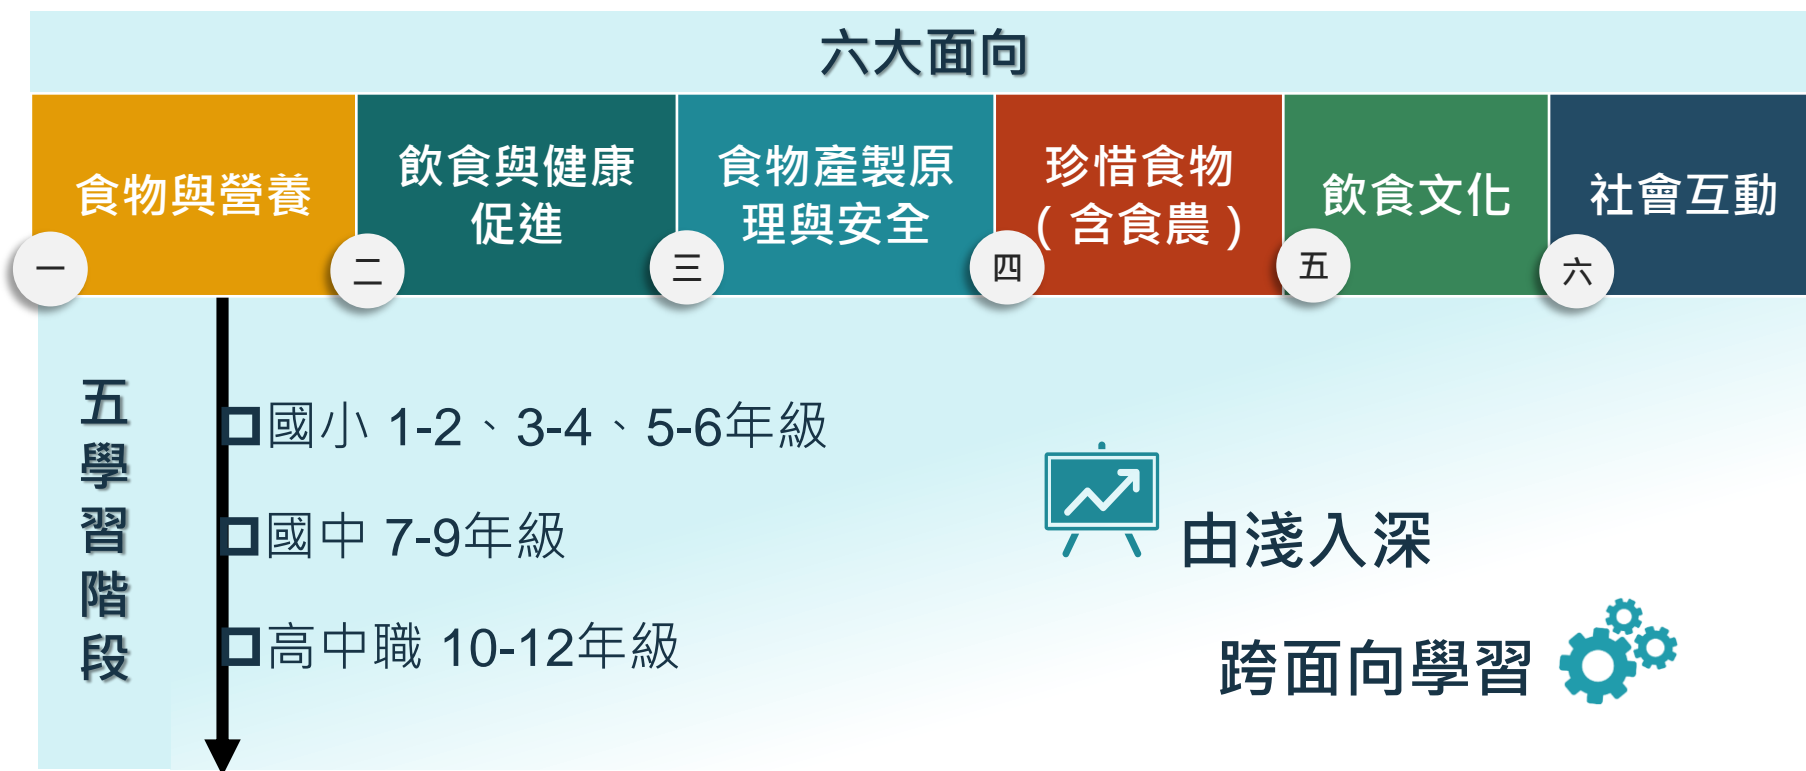 六大面向
食物與營養
一
飲食與健康
促進
二
食物產製原
理與安全
三
珍惜食物
(含食農)
四
飲食文化
五
社會互動
六
五學習階段
國小 1-2、3-4、5-6年級
國中 7-9年級
高中職 10-12年級
由淺入深
跨面向學習